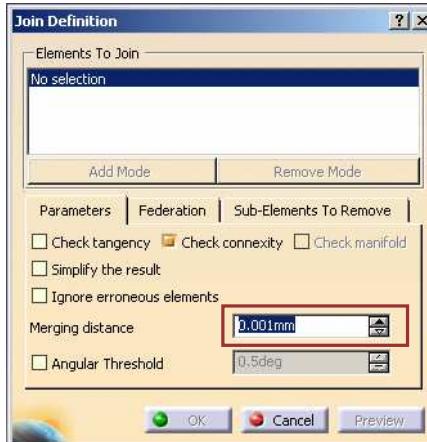 Join Definition
Elements To Join
No selection
Add Mode Remove Mode
Parameters Federation Sub-Elements To Remove
Check tangency Check connexity Check manifold
Simplify the result
Ignore erroneous elements
Merging distance 0.001mm
Angular Threshold 0.5deg
OK Cancel Preview